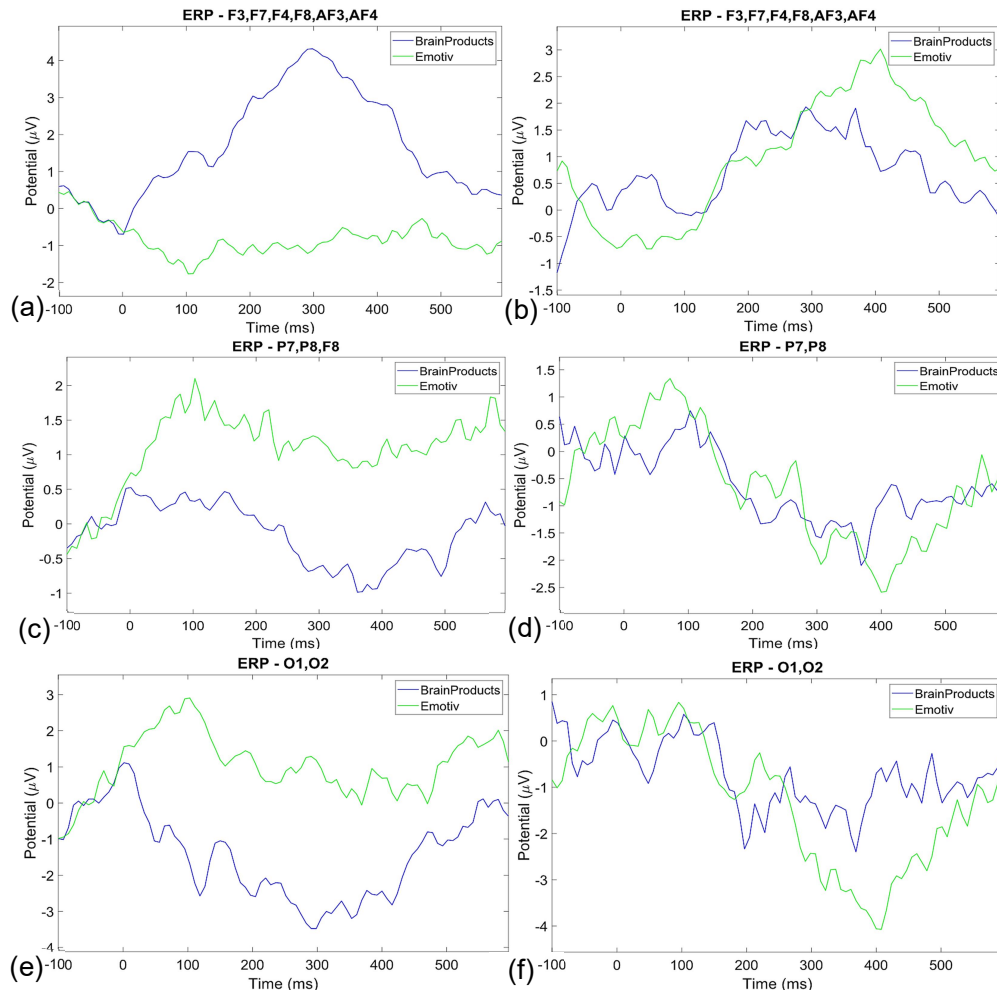 ERP - F3,F7,F4,F8,AF3,AF4
BrainProducts
Emotiv
4
3
2
1
0
-1
-2
Potential (µV)
-100 0 100 200 300 400 500
Time (ms)
(a)
ERP - F3,F7,F4,F8,AF3,AF4
BrainProducts
Emotiv
3
2.5
2
1.5
1
0.5
0
-0.5
-1
-1.5
Potential (µV)
-100 0 100 200 300 400 500
Time (ms)
(b)
ERP - P7,P8,F8
BrainProducts
Emotiv
2
1.5
1
0.5
0
-0.5
-1
Potential (µV)
-100 0 100 200 300 400 500
Time (ms)
(c)
ERP - P7,P8
BrainProducts
Emotiv
1.5
1
0.5
0
-0.5
-1
-1.5
-2
-2.5
Potential (µV)
-100 0 100 200 300 400 500
Time (ms)
(d)
ERP - O1,O2
BrainProducts
Emotiv
3
2
1
0
-1
-2
-3
-4
Potential (µV)
-100 0 100 200 300 400 500
Time (ms)
(e)
ERP - O1,O2
BrainProducts
Emotiv
1
0
-1
-2
-3
-4
Potential (µV)
-100 0 100 200 300 400 500
Time (ms)
(f)